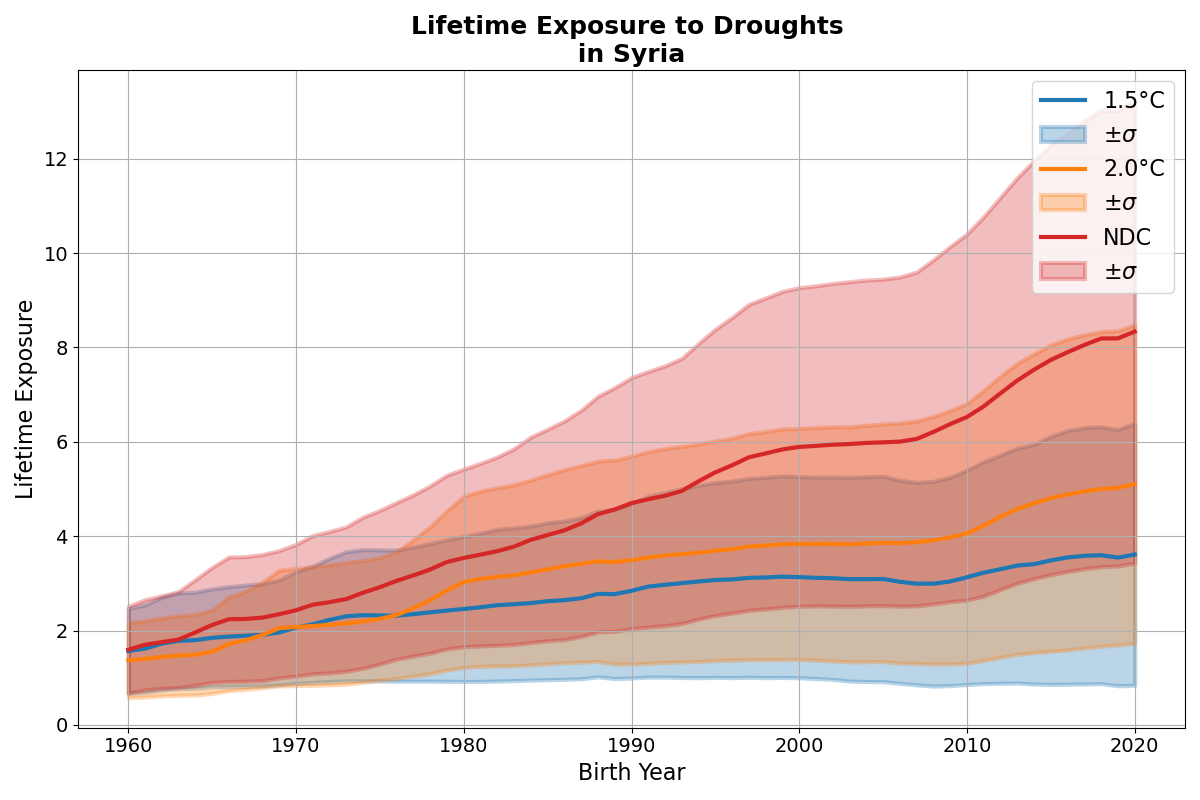 Lifetime Exposure to Droughts
in Syria
Lifetime Exposure
12
10
8
6
4
2
0
1960
1970
1980
1990
2000
2010
2020
Birth Year
1.5°C
±σ
2.0°C
±σ
NDC
±σ